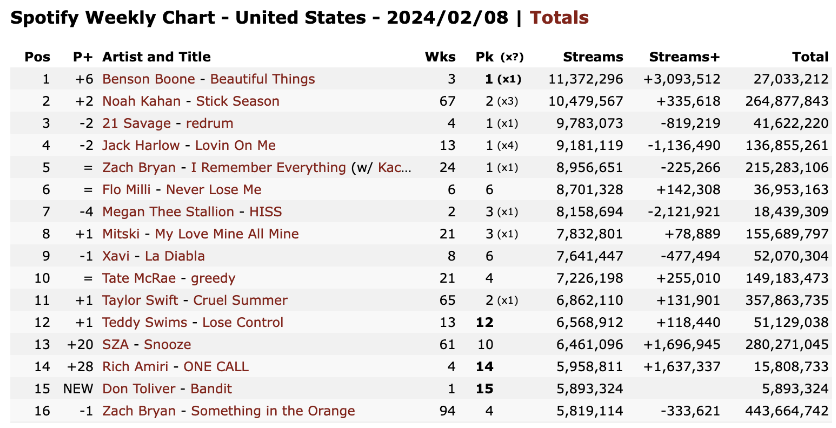 Spotify Weekly Chart - United States - 2024/02/08 | Totals
Pos P+ Artist and Title Wks Pk (x?) Streams Streams+ Total
1 +6 Benson Boone - Beautiful Things 3 1 (x1) 11,372,296 +3,093,512 27,033,212
2 +2 Noah Kahan - Stick Season 67 2 (x3) 10,479,567 +335,618 264,877,843
3 -2 21 Savage - redrum 4 1 (x1) 9,783,073 -819,219 41,622,220
4 -2 Jack Harlow - Lovin On Me 13 1 (x4) 9,181,119 -1,136,490 136,855,261
5 = Zach Bryan - I Remember Everything (w/ Kac... 24 1 (x1) 8,956,651 -225,266 215,283,106
6 = Flo Milli - Never Lose Me 6 6 8,701,328 +142,308 36,953,163
7 -4 Megan Thee Stallion - HISS 2 3 (x1) 8,158,694 -2,121,921 18,439,309
8 +1 Mitski - My Love Mine All Mine 21 3 (x1) 7,832,801 +78,889 155,689,797
9 -1 Xavi - La Diabla 8 6 7,641,447 -477,494 52,070,304
10 = Tate McRae - greedy 21 4 7,226,198 +255,010 149,183,473
11 +1 Taylor Swift - Cruel Summer 65 2 (x1) 6,862,110 +131,901 357,863,735
12 +1 Teddy Swims - Lose Control 13 12 6,568,912 +118,440 51,129,038
13 +20 SZA - Snooze 61 10 6,461,096 +1,696,945 280,271,045
14 +28 Rich Amiri - ONE CALL 4 14 5,958,811 +1,637,337 15,808,733
15 NEW Don Toliver - Bandit 1 15 5,893,324 5,893,324
16 -1 Zach Bryan - Something in the Orange 94 4 5,819,114 -333,621 443,664,742